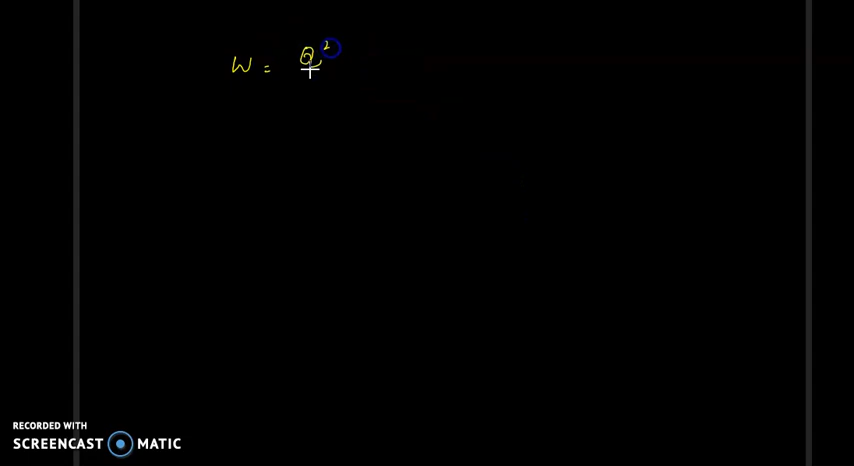 W = Q²
RECORDED WITH
SCREENCAST MATIC